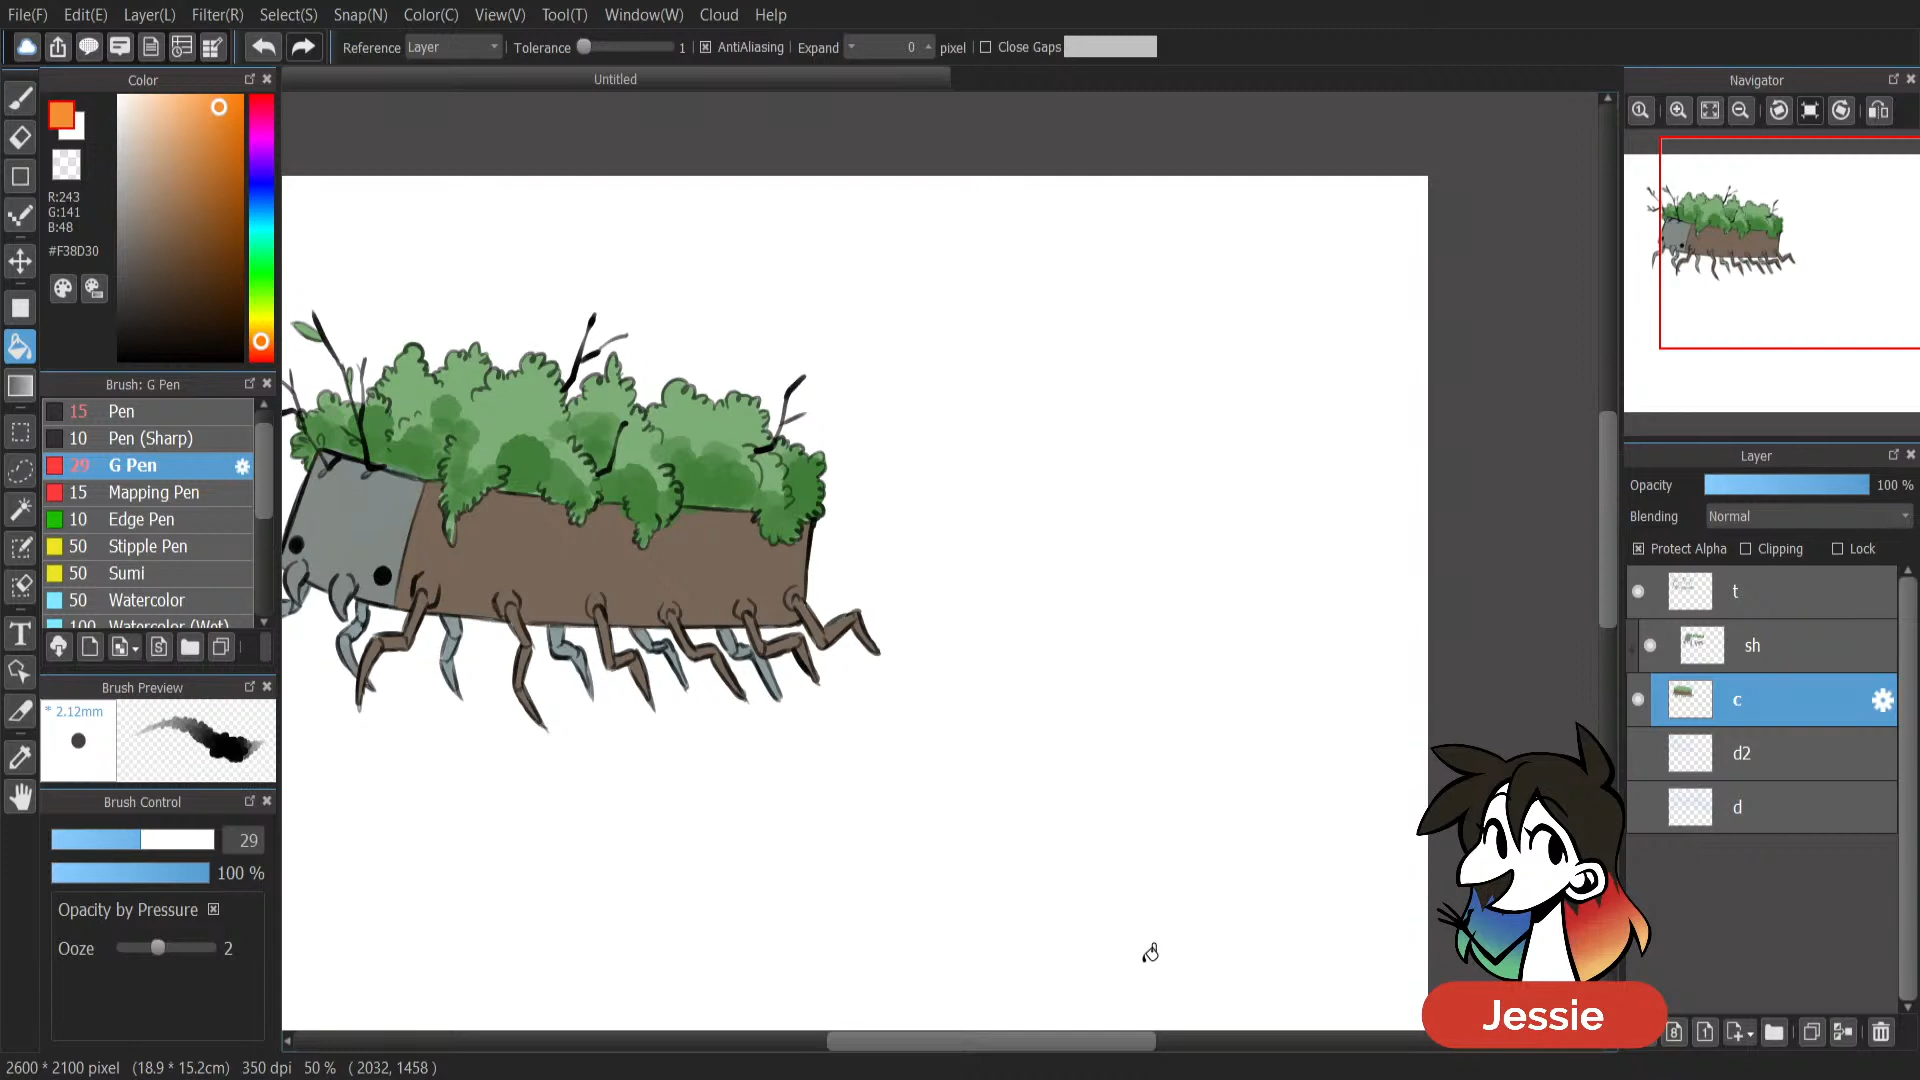 File(F) Edit(E) Layer(L) Filter(R) Select(S) Snap(N) Color(C) View(V) Tool(T) Window(W) Cloud Help
Reference Layer Tolerance 1 AntiAliasing Expand 0 pixel Close Gaps
Color
Untitled
Navigator
R:243
G:141
B:48
#F38D30
Brush: G Pen
15 Pen
10 Pen (Sharp)
29 G Pen
15 Mapping Pen
10 Edge Pen
50 Stipple Pen
50 Sumi
50 Watercolor
100 Watercolor (Wet)
Brush Preview
* 2.12mm
Brush Control
29
100 %
Opacity by Pressure
Ooze 2
Layer
Opacity 100 %
Blending Normal
Protect Alpha Clipping Lock
t
sh
c
d2
d
Jessie
2600 * 2100 pixel (18.9 * 15.2cm) 350 dpi 50 % ( 2032, 1458 )